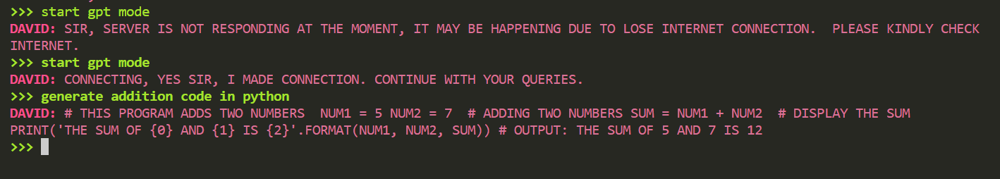 >>> start gpt mode
DAVID: SIR, SERVER IS NOT RESPONDING AT THE MOMENT, IT MAY BE HAPPENING DUE TO LOSE INTERNET CONNECTION.  PLEASE KINDLY CHECK
INTERNET.
>>> start gpt mode
DAVID: CONNECTING, YES SIR, I MADE CONNECTION. CONTINUE WITH YOUR QUERIES.
>>> generate addition code in python
DAVID: # THIS PROGRAM ADDS TWO NUMBERS  NUM1 = 5 NUM2 = 7  # ADDING TWO NUMBERS SUM = NUM1 + NUM2  # DISPLAY THE SUM
PRINT('THE SUM OF {0} AND {1} IS {2}'.FORMAT(NUM1, NUM2, SUM)) # OUTPUT: THE SUM OF 5 AND 7 IS 12
>>>